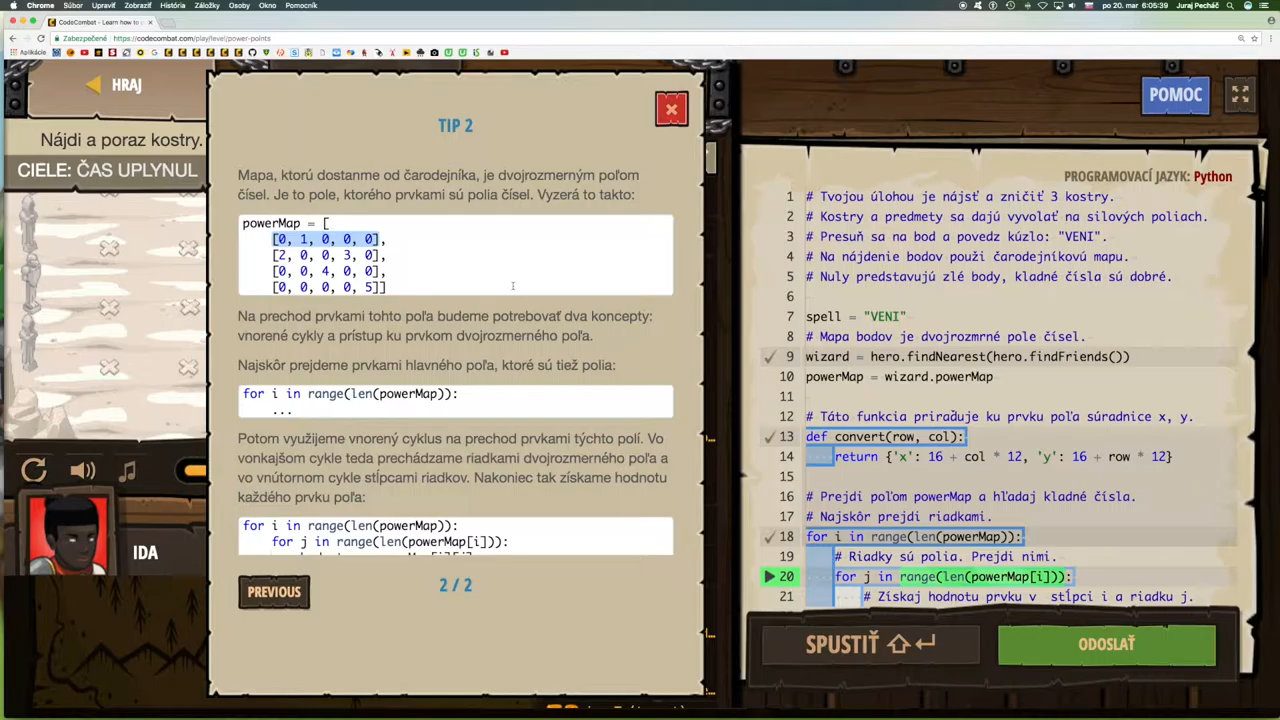 Chrome Súbor Upraviť Zobraziť História Záložky Osoby Okno Pomocník
po 20. mar 6:05:39 Juraj Pecháč
CodeCombat - Learn how to c
Zabezpečené https://codecombat.com/play/level/power-points
Aplikácie
HRAJ
Nájdi a poraz kostry.
CIELE: ČAS UPLYNUL
IDA
TIP 2
Mapa, ktorú dostanme od čarodejníka, je dvojrozmerným poľom
čísel. Je to pole, ktorého prvkami sú polia čísel. Vyzerá to takto:
powerMap = [
[0, 1, 0, 0, 0],
[2, 0, 0, 3, 0],
[0, 0, 4, 0, 0],
[0, 0, 0, 0, 5]]
Na prechod prvkami tohto poľa budeme potrebovať dva koncepty:
vnorené cykly a prístup ku prvkom dvojrozmerného poľa.
Najskôr prejdeme prvkami hlavného poľa, ktoré sú tiež polia:
for i in range(len(powerMap)):
...
Potom využijeme vnorený cyklus na prechod prvkami týchto polí. Vo
vonkajšom cykle teda prechádzame riadkami dvojrozmerného poľa a
vo vnútornom cykle stĺpcami riadkov. Nakoniec tak získame hodnotu
každého prvku poľa:
for i in range(len(powerMap)):
for j in range(len(powerMap[i])):
PREVIOUS
2 / 2
POMOC
PROGRAMOVACÍ JAZYK: Python
1 # Tvojou úlohou je nájsť a zničiť 3 kostry.
2 # Kostry a predmety sa dajú vyvolať na silových poliach.
3 # Presuň sa na bod a povedz kúzlo: "VENI".
4 # Na nájdenie bodov použi čarodejníkovú mapu.
5 # Nuly predstavujú zlé body, kladné čísla sú dobré.
6
7 spell = "VENI"
8 # Mapa bodov je dvojrozmrné pole čísel.
9 wizard = hero.findNearest(hero.findFriends())
10 powerMap = wizard.powerMap
11
12 # Táto funkcia priraďuje ku prvku poľa súradnice x, y.
13 def convert(row, col):
14 return {'x': 16 + col * 12, 'y': 16 + row * 12}
15
16 # Prejdi poľom powerMap a hľadaj kladné čísla.
17 # Najskôr prejdi riadkami.
18 for i in range(len(powerMap)):
19 # Riadky sú polia. Prejdi nimi.
20 for j in range(len(powerMap[i])):
21 # Získaj hodnotu prvku v stĺpci i a riadku j.
SPUSTIŤ
ODOSLAŤ